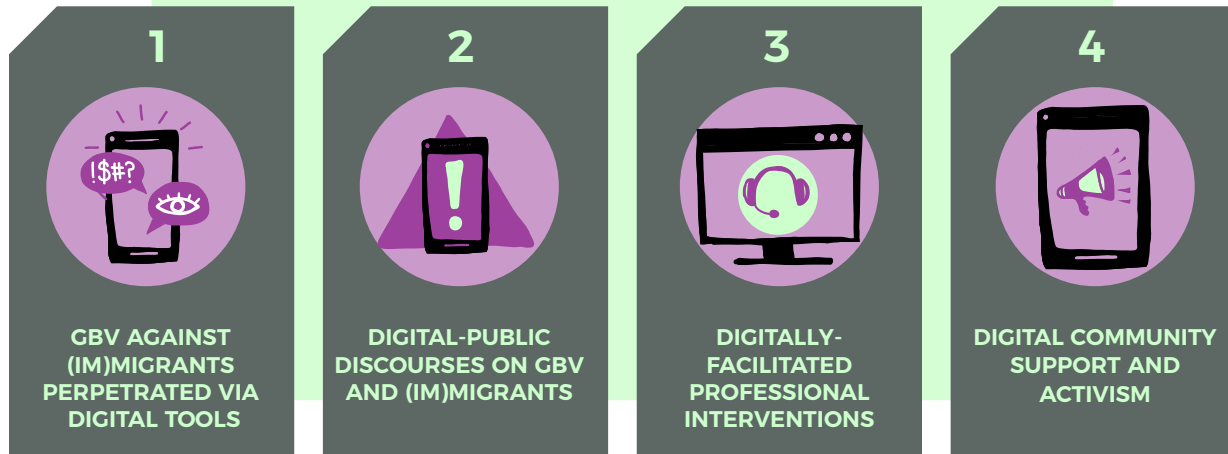 1
!$#?
GBV AGAINST
(IM)MIGRANTS
PERPETRATED VIA
DIGITAL TOOLS
2
!
DIGITAL-PUBLIC
DISCOURSES ON GBV
AND (IM)MIGRANTS
3
DIGITALLY-
FACILITATED
PROFESSIONAL
INTERVENTIONS
4
DIGITAL COMMUNITY
SUPPORT AND
ACTIVISM